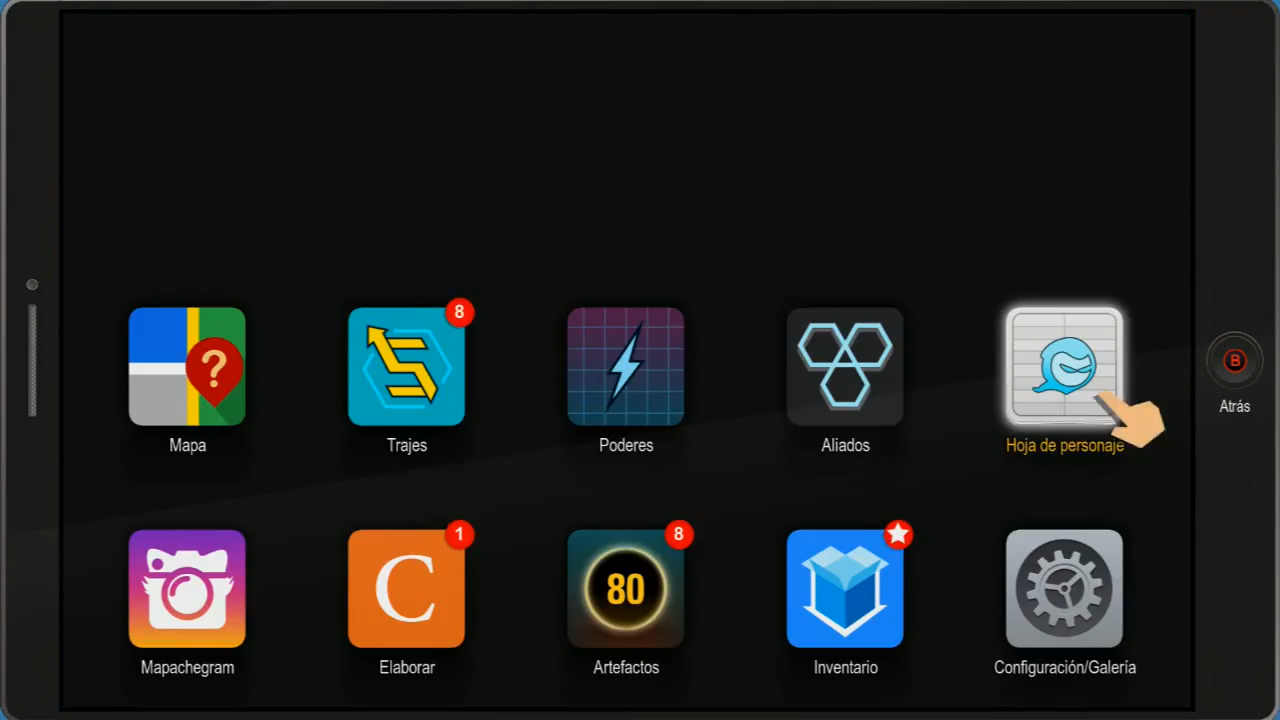 8
Mapa
Trajes
Poderes
Aliados
Hoja de personaje
B
Atrás
1
8
C
80
Mapachegram
Elaborar
Artefactos
Inventario
Configuración/Galería
?